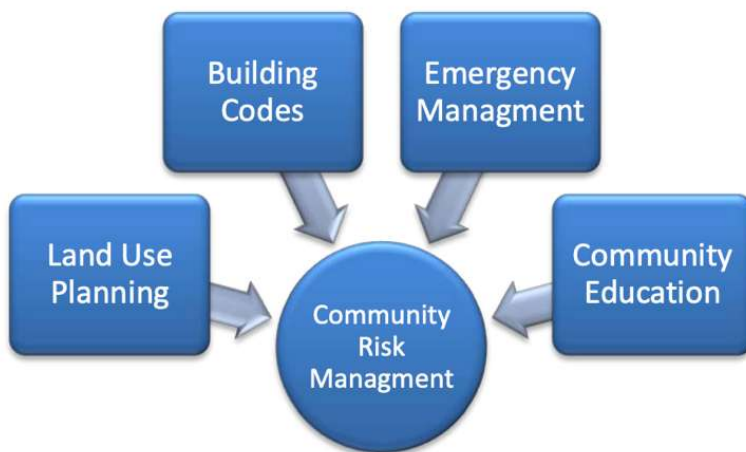 Building
Codes
Emergency
Managment
Land Use
Planning
Community
Education
Community
Risk
Managment